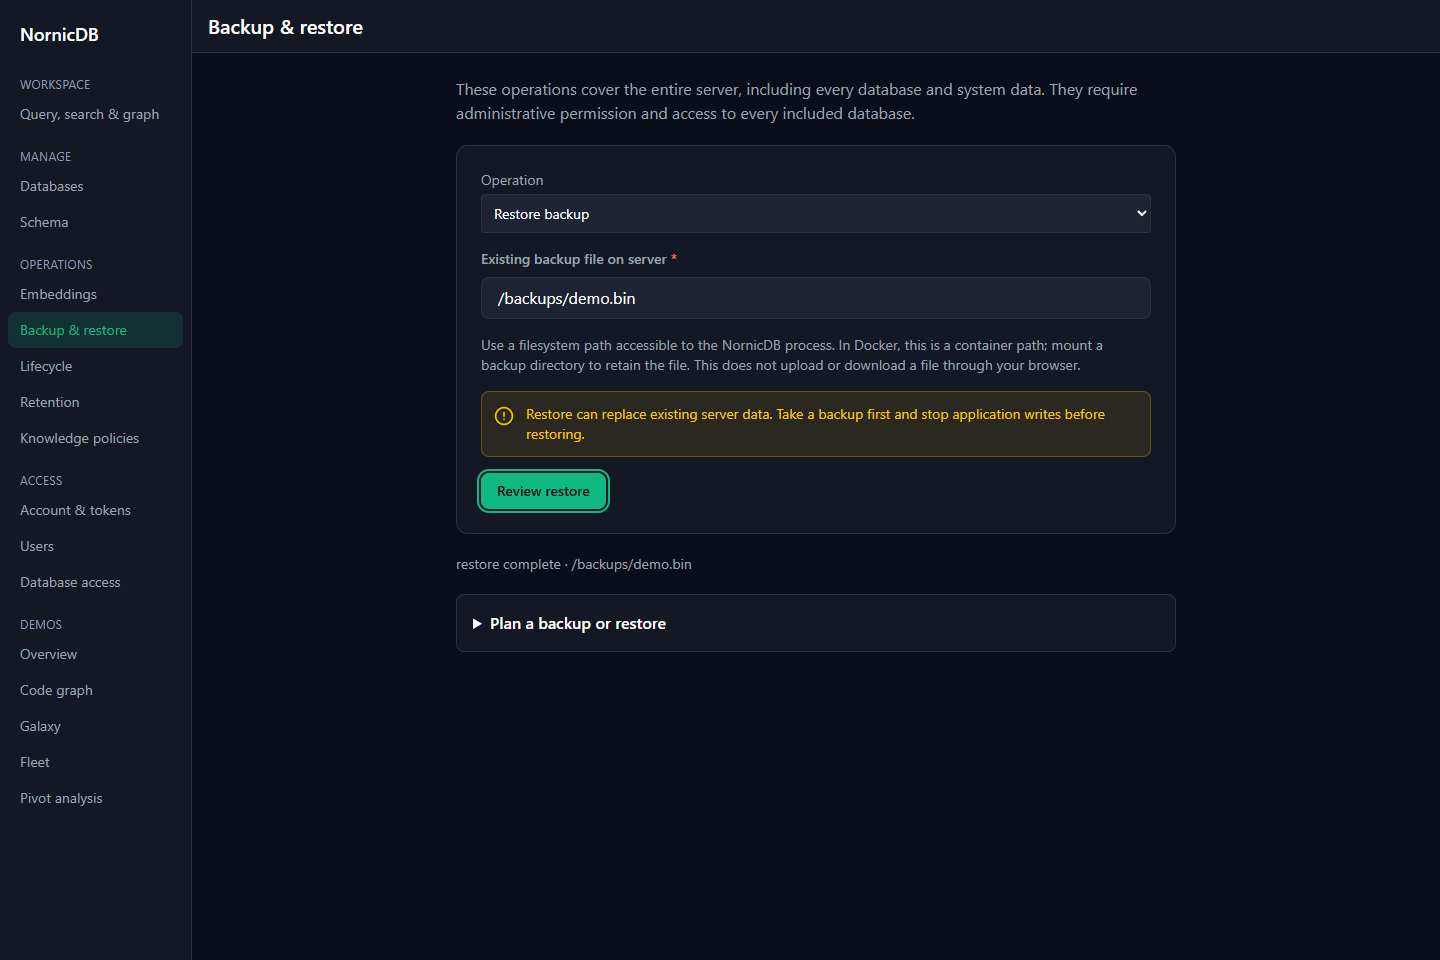 NornicDB
WORKSPACE
Query, search & graph
MANAGE
Databases
Schema
OPERATIONS
Embeddings
Backup & restore
Lifecycle
Retention
Knowledge policies
ACCESS
Account & tokens
Users
Database access
DEMOS
Overview
Code graph
Galaxy
Fleet
Pivot analysis
Backup & restore
These operations cover the entire server, including every database and system data. They require
administrative permission and access to every included database.
Operation
Restore backup
Existing backup file on server *
/backups/demo.bin
Use a filesystem path accessible to the NornicDB process. In Docker, this is a container path; mount a
backup directory to retain the file. This does not upload or download a file through your browser.
Restore can replace existing server data. Take a backup first and stop application writes before
restoring.
Review restore
restore complete · /backups/demo.bin
Plan a backup or restore